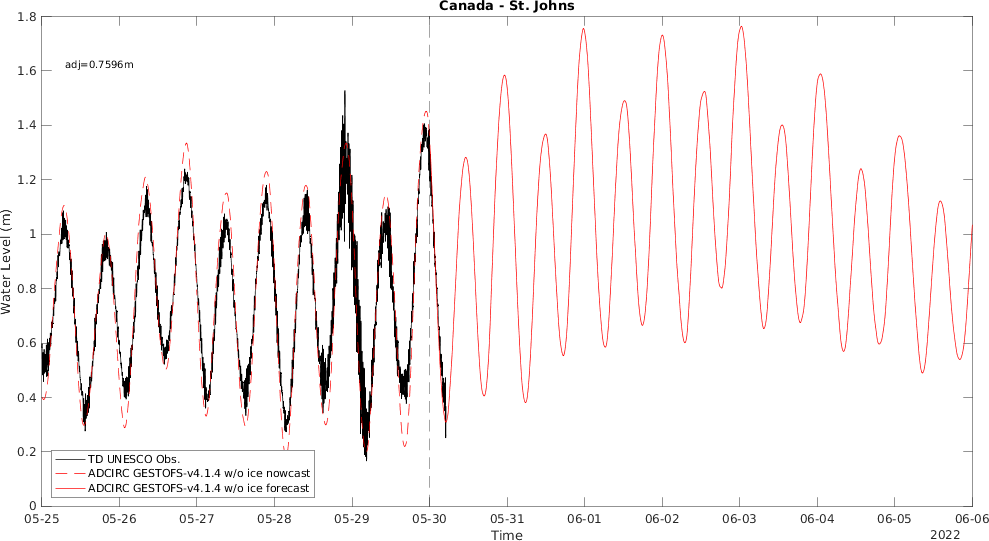 Canada - St. Johns
adj=0.7596m
Water Level (m)
1.8
1.6
1.4
1.2
1
0.8
0.6
0.4
0.2
0
TD UNESCO Obs.
ADCIRC GESTOFS-v4.1.4 w/o ice nowcast
ADCIRC GESTOFS-v4.1.4 w/o ice forecast
05-25 05-26 05-27 05-28 05-29 05-30 05-31 06-01 06-02 06-03 06-04 06-05 06-06
Time
2022